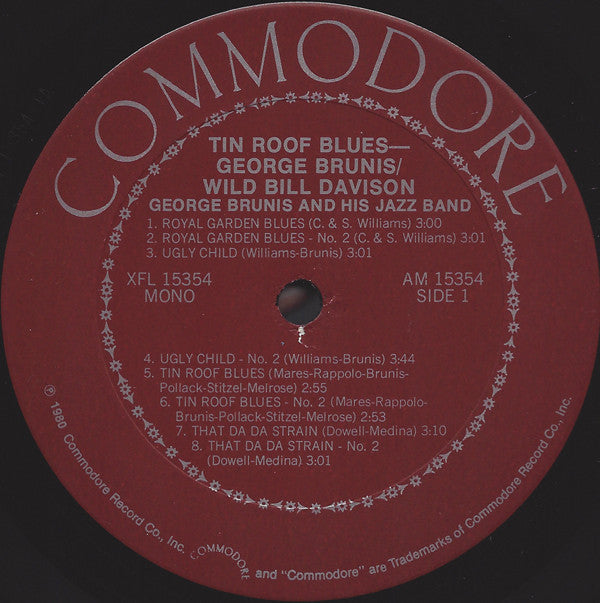 COMMODORE
TIN ROOF BLUES—
GEORGE BRUNIS/
WILD BILL DAVISON
GEORGE BRUNIS AND HIS JAZZ BAND
1. ROYAL GARDEN BLUES (C. & S. Williams) 3:00
2. ROYAL GARDEN BLUES - No. 2 (C. & S. Williams) 3:01
3. UGLY CHILD (Williams-Brunis) 3:01
XFL 15354
MONO
AM 15354
SIDE 1
4. UGLY CHILD - No. 2 (Williams-Brunis) 3:44
5. TIN ROOF BLUES (Mares-Rappolo-Brunis-
Pollack-Stitzel-Melrose) 2:55
6. TIN ROOF BLUES - No. 2 (Mares-Rappolo-
Brunis-Pollack-Stitzel-Melrose) 2:53
7. THAT DA DA STRAIN (Dowell-Medina) 3:10
8. THAT DA DA STRAIN - No. 2
(Dowell-Medina) 3:01
℗ 1980 Commodore Record Co., Inc. COMMODORE and "Commodore" are Trademarks of Commodore Record Co., Inc.